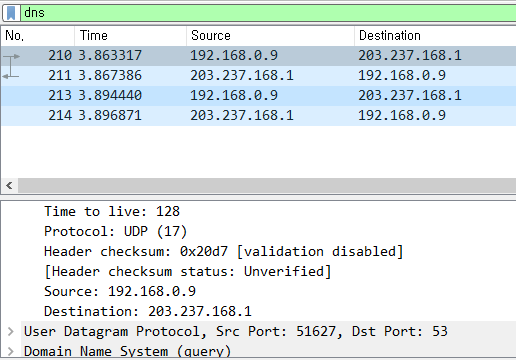 dns
No. Time Source Destination
210 3.863317 192.168.0.9 203.237.168.1
211 3.867386 203.237.168.1 192.168.0.9
213 3.894440 192.168.0.9 203.237.168.1
214 3.896871 203.237.168.1 192.168.0.9
Time to live: 128
Protocol: UDP (17)
Header checksum: 0x20d7 [validation disabled]
[Header checksum status: Unverified]
Source: 192.168.0.9
Destination: 203.237.168.1
User Datagram Protocol, Src Port: 51627, Dst Port: 53
Domain Name System (query)